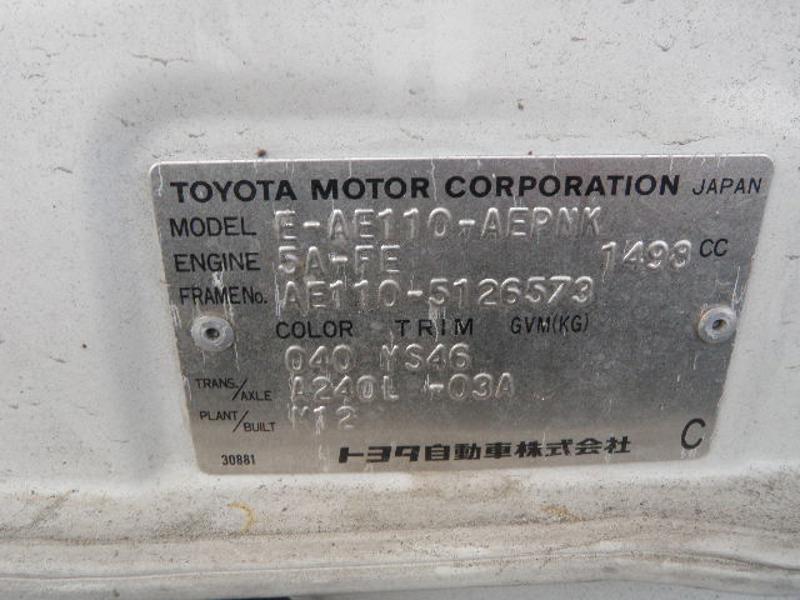 TOYOTA MOTOR CORPORATION JAPAN
MODEL E-AE110-AEPNK
ENGINE 5A-FE 1498 CC
FRAME No. AE110-5126573
COLOR TRIM GVM(KG)
040 YS46
TRANS./AXLE A240L -03A
PLANT/BUILT M12
30881 トヨタ自動車株式会社 C